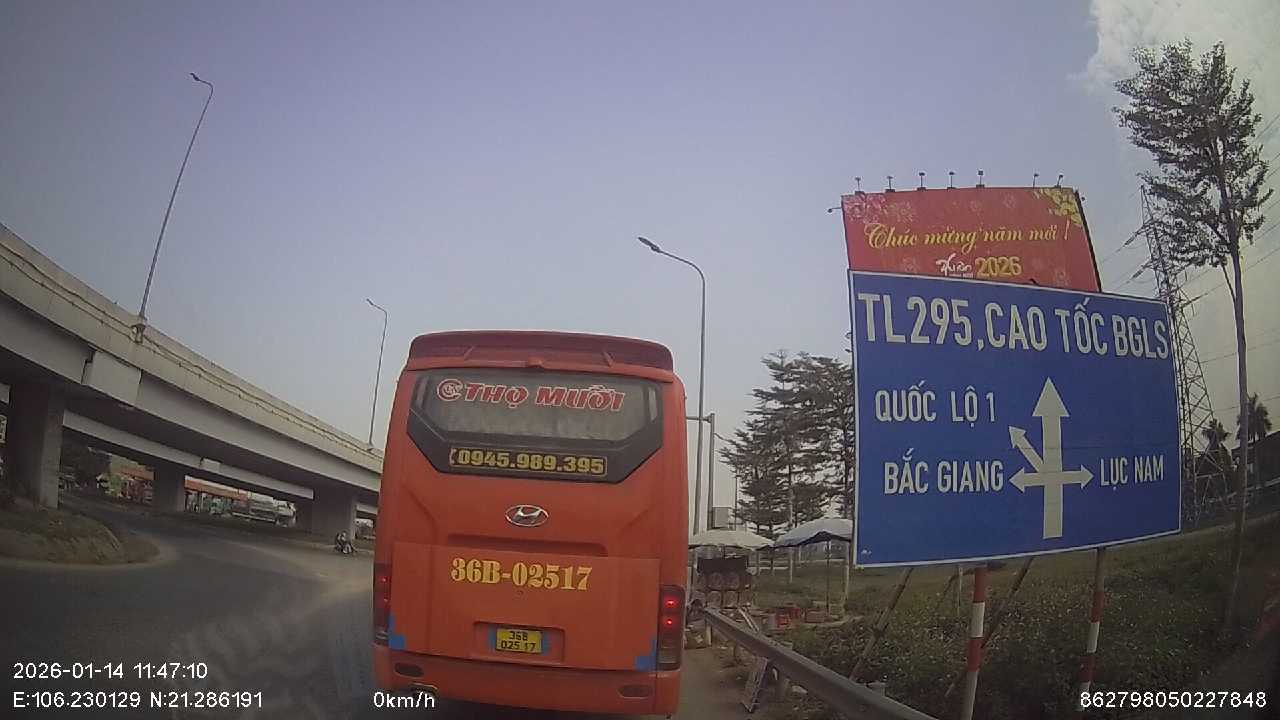 Chúc mừng năm mới !
Xuân 2026
TL295,CAO TỐC BGLS
QUỐC LỘ 1
BẮC GIANG
LỤC NAM
THỌ MƯỜI
0945.989.395
36B-02517
36B
025 17
2026-01-14 11:47:10
E:106.230129 N:21.286191
0km/h
862798050227848